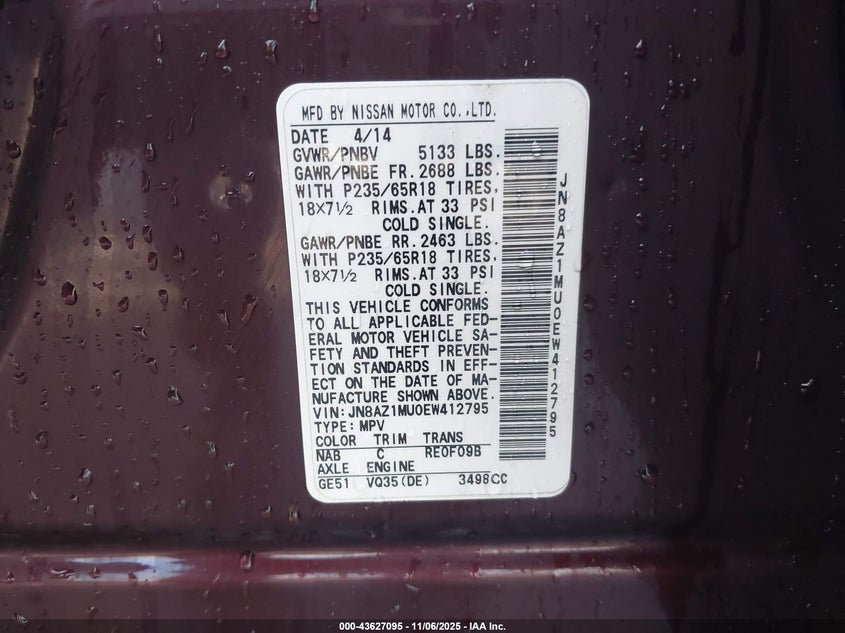 MFD BY NISSAN MOTOR CO.,LTD.
DATE 4/14
GVWR/PNBV 5133 LBS.
GAWR/PNBE FR. 2688 LBS.
WITH P235/65R18 TIRES,
18X7½ RIMS. AT 33 PSI
COLD SINGLE.
GAWR/PNBE RR. 2463 LBS.
WITH P235/65R18 TIRES,
18X7½ RIMS. AT 33 PSI
COLD SINGLE.
THIS VEHICLE CONFORMS
TO ALL APPLICABLE FED-
ERAL MOTOR VEHICLE SA-
FETY AND THEFT PREVEN-
TION STANDARDS IN EFF-
ECT ON THE DATE OF MA-
NUFACTURE SHOWN ABOVE.
VIN: JN8AZ1MU0EW412795
TYPE: MPV
COLOR TRIM TRANS
NAB C RE0F09B
AXLE ENGINE
GE51 VQ35(DE) 3498CC
JN8AZ1MU0EW412795
000-43627095 - 11/06/2025 - IAA Inc.